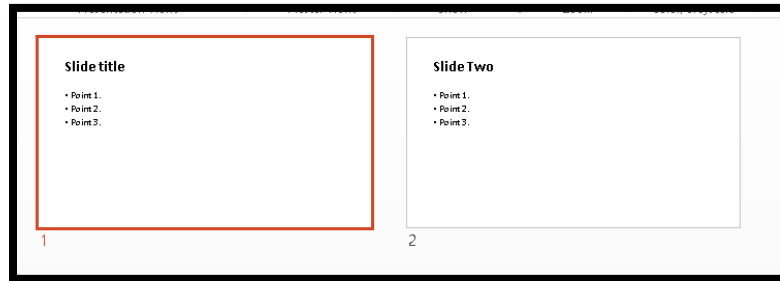 Slide title
• Point 1.
• Point 2.
• Point 3.
1
Slide Two
• Point 1.
• Point 2.
• Point 3.
2